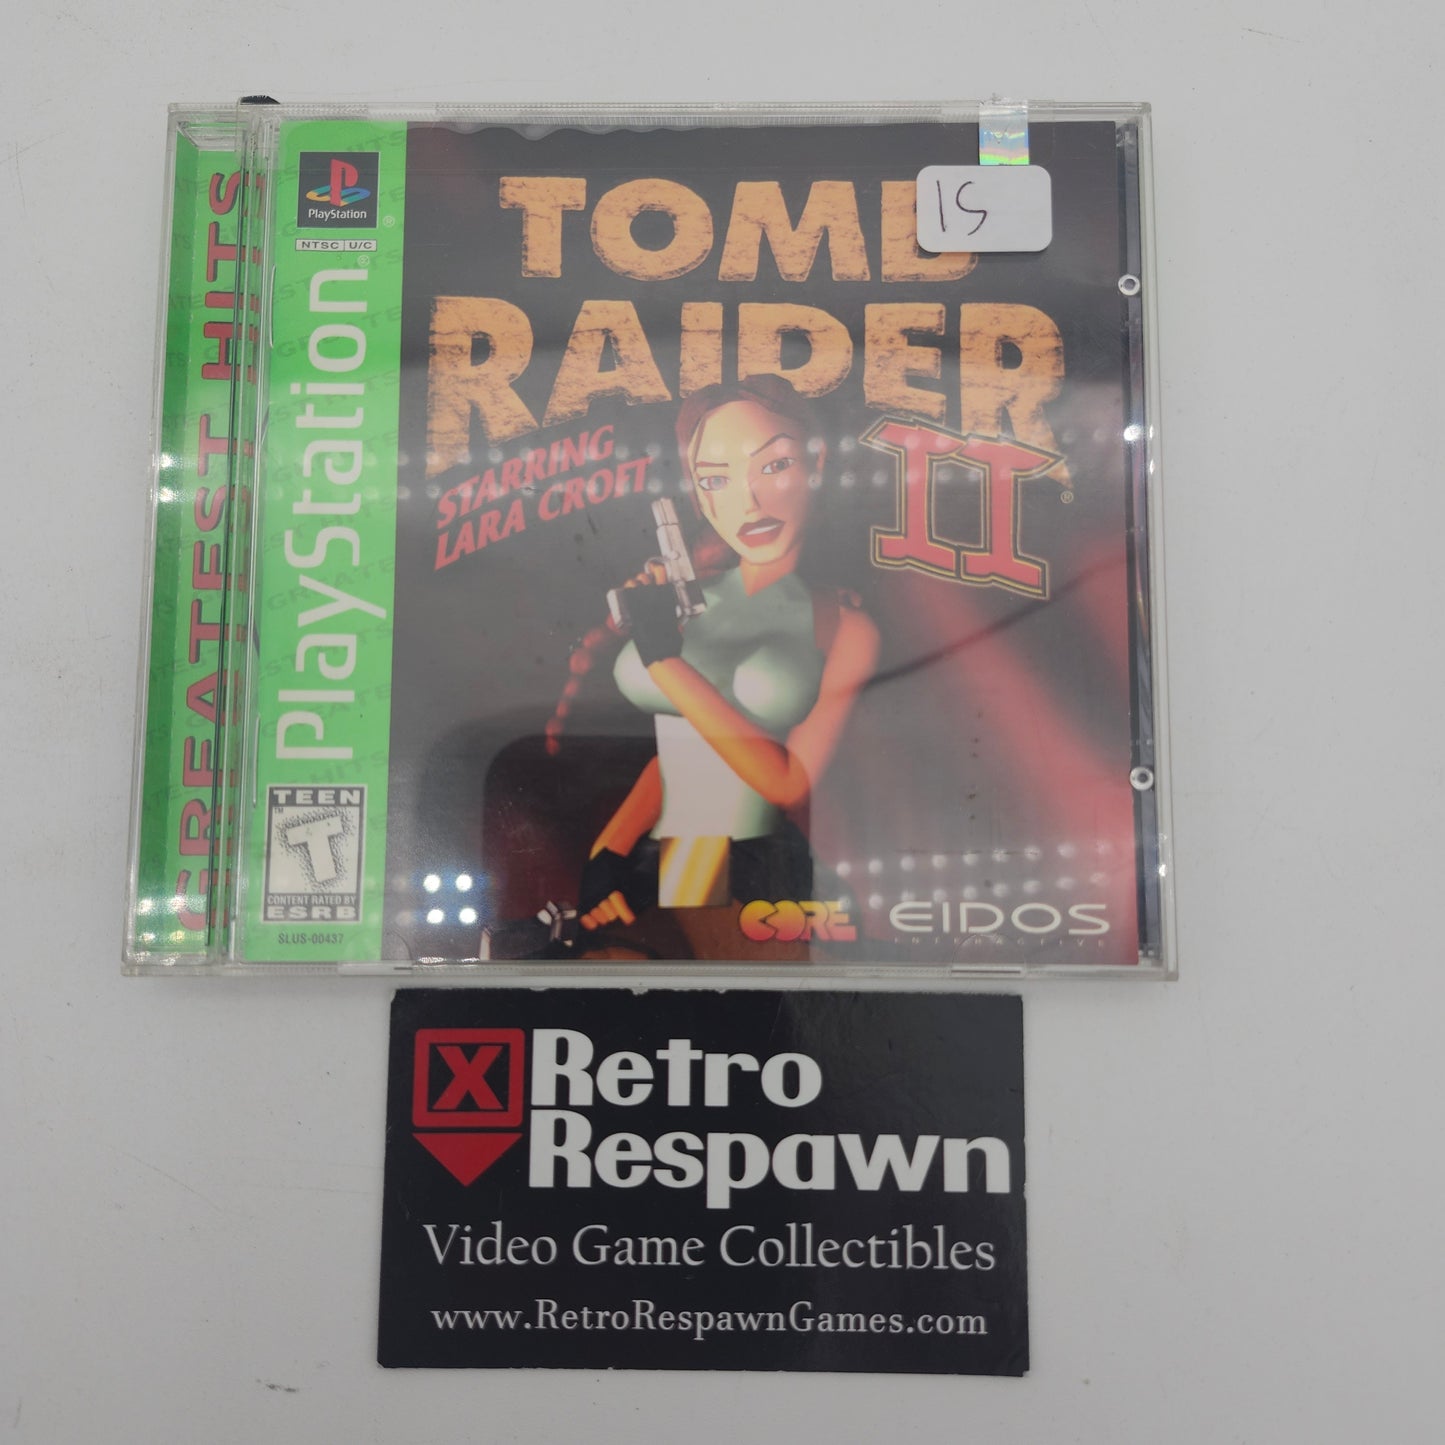 GREATEST HITS
PlayStation
®
NTSC U/C
PlayStation®
TEEN
T
CONTENT RATED BY
ESRB
SLUS-00437
TOMB
RAIDER
II
®
STARRING
LARA CROFT
15
CORE
EIDOS
INTERACTIVE
X
Retro
Respawn
Video Game Collectibles
www.RetroRespawnGames.com